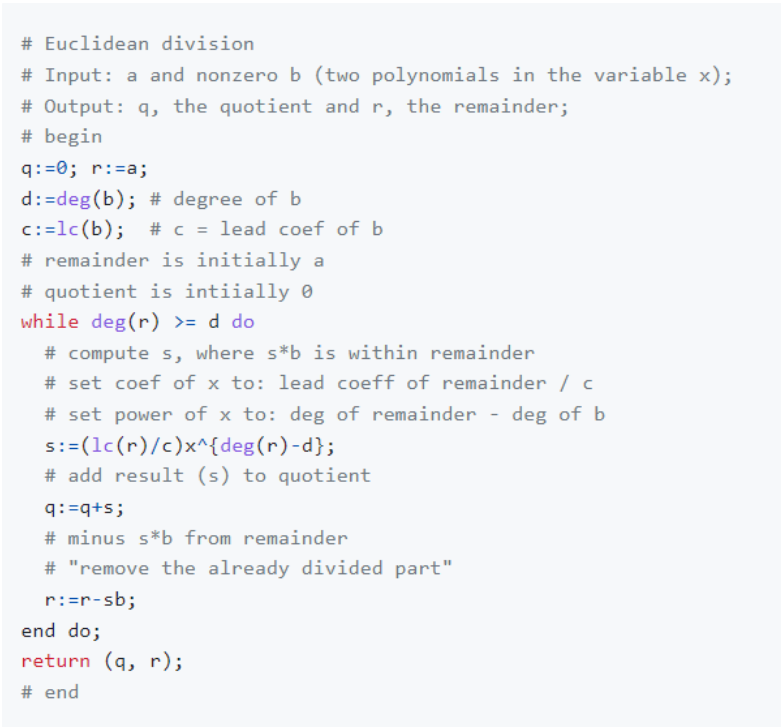 # Euclidean division
# Input: a and nonzero b (two polynomials in the variable x);
# Output: q, the quotient and r, the remainder;
# begin
q:=0; r:=a;
d:=deg(b); # degree of b
c:=lc(b);  # c = lead coef of b
# remainder is initially a
# quotient is intiially 0
while deg(r) >= d do
  # compute s, where s*b is within remainder
  # set coef of x to: lead coeff of remainder / c
  # set power of x to: deg of remainder - deg of b
  s:=(lc(r)/c)x^{deg(r)-d};
  # add result (s) to quotient
  q:=q+s;
  # minus s*b from remainder
  # "remove the already divided part"
  r:=r-sb;
end do;
return (q, r);
# end